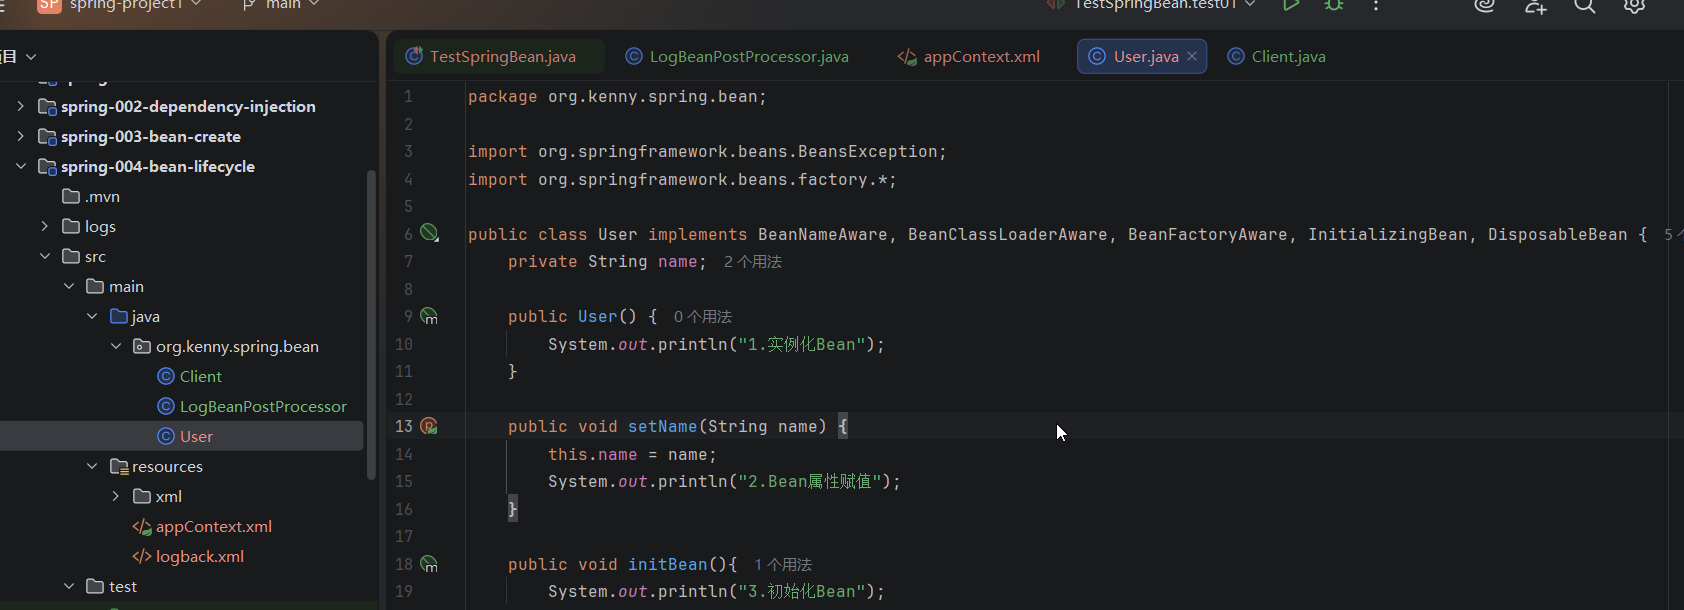 SP spring-project1 main TestSpringBean.test01
项目
TestSpringBean.java LogBeanPostProcessor.java </> appContext.xml User.java Client.java
spring-002-dependency-injection
spring-003-bean-create
spring-004-bean-lifecycle
.mvn
logs
src
main
java
org.kenny.spring.bean
Client
LogBeanPostProcessor
User
resources
xml
</> appContext.xml
</> logback.xml
test
1 package org.kenny.spring.bean;
2
3 import org.springframework.beans.BeansException;
4 import org.springframework.beans.factory.*;
5
6 public class User implements BeanNameAware, BeanClassLoaderAware, BeanFactoryAware, InitializingBean, DisposableBean { 5 个
7 private String name; 2 个用法
8
9 public User() { 0 个用法
10 System.out.println("1.实例化Bean");
11 }
12
13 public void setName(String name) {
14 this.name = name;
15 System.out.println("2.Bean属性赋值");
16 }
17
18 public void initBean(){ 1 个用法
19 System.out.println("3.初始化Bean");